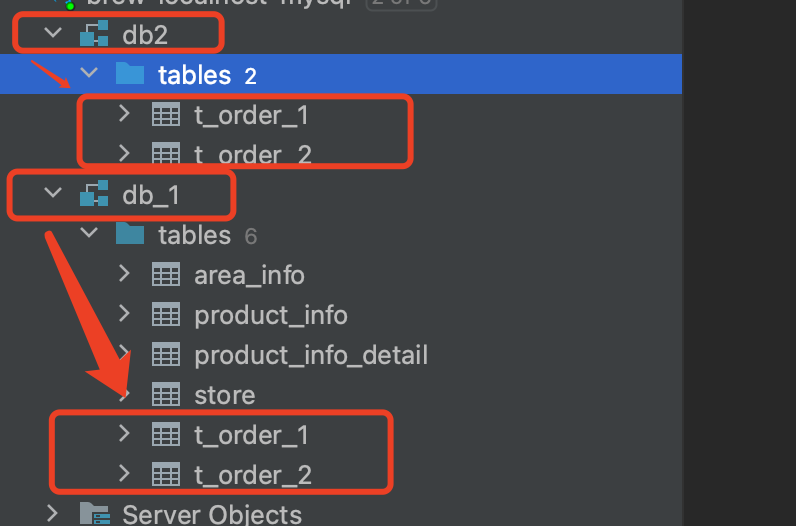 brew-localhost-mysql
db2
tables 2
t_order_1
t_order_2
db_1
tables 6
area_info
product_info
product_info_detail
store
t_order_1
t_order_2
Server Objects